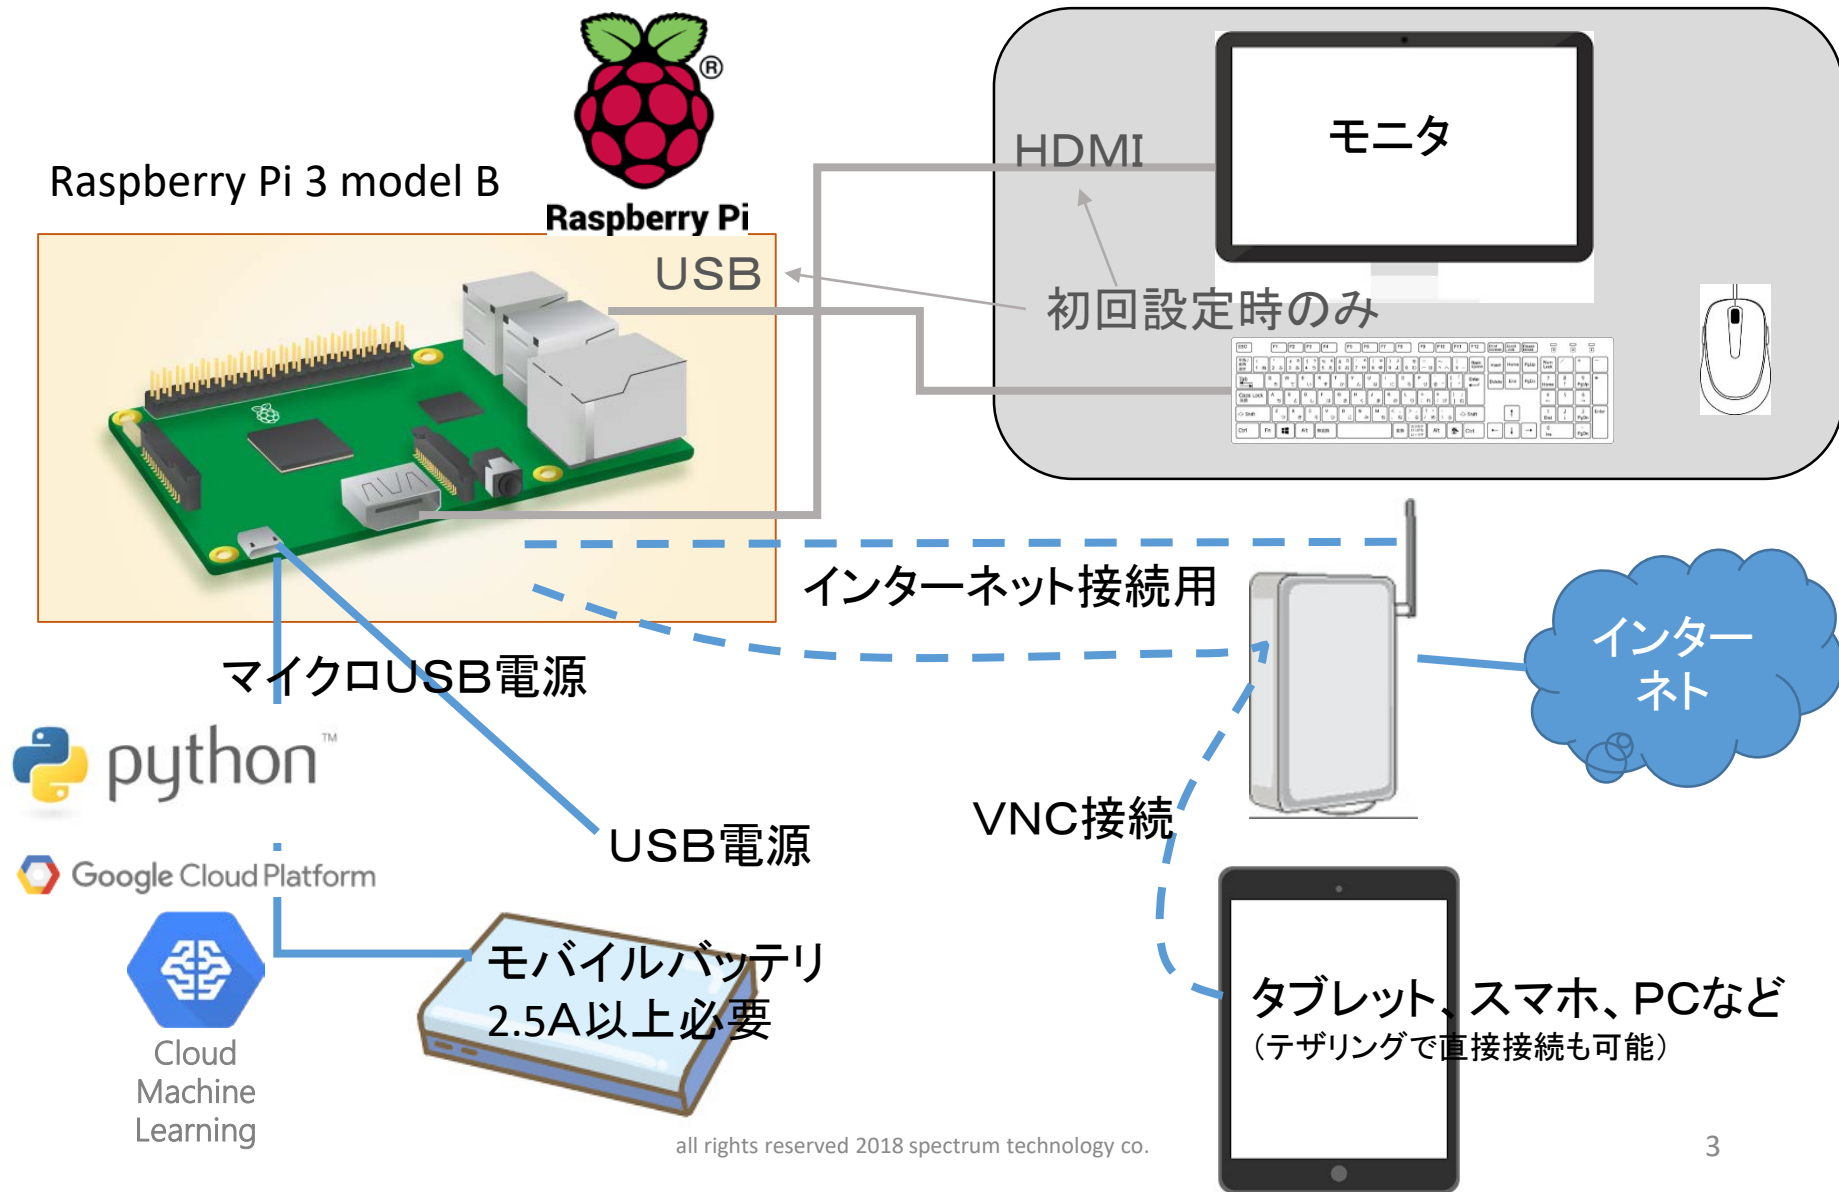 Raspberry Pi 3 model B
®
Raspberry Pi
HDMI
モニタ
USB
初回設定時のみ
インターネット接続用
インター
ネト
マイクロUSB電源
python™
USB電源
VNC接続
Google Cloud Platform
Cloud
Machine
Learning
モバイルバッテリ
2.5A以上必要
タブレット、スマホ、PCなど
（テザリングで直接接続も可能）
all rights reserved 2018 spectrum technology co.
3